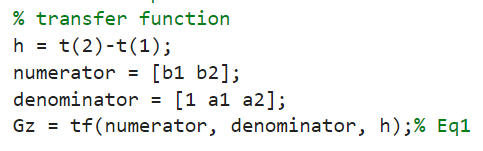 % transfer function
h = t(2)-t(1);
numerator = [b1 b2];
denominator = [1 a1 a2];
Gz = tf(numerator, denominator, h);% Eq1